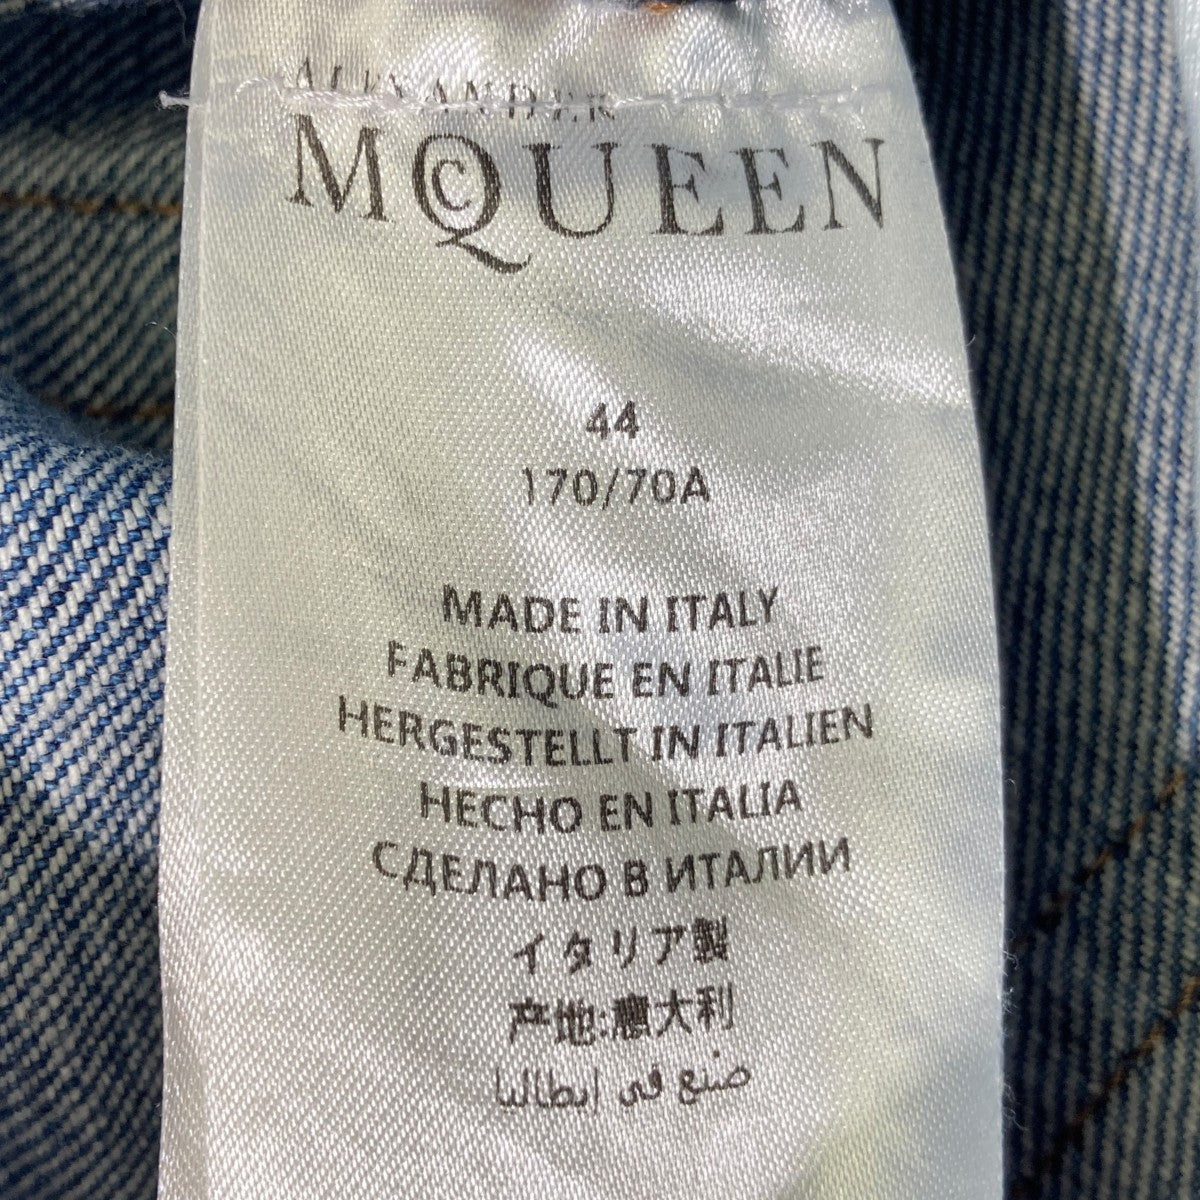 ALEXANDER
MCQUEEN
44
170/70A
MADE IN ITALY
FABRIQUE EN ITALIE
HERGESTELLT IN ITALIEN
HECHO EN ITALIA
СДЕЛАНО В ИТАЛИИ
イタリア製
产地:意大利
صنع في إيطاليا